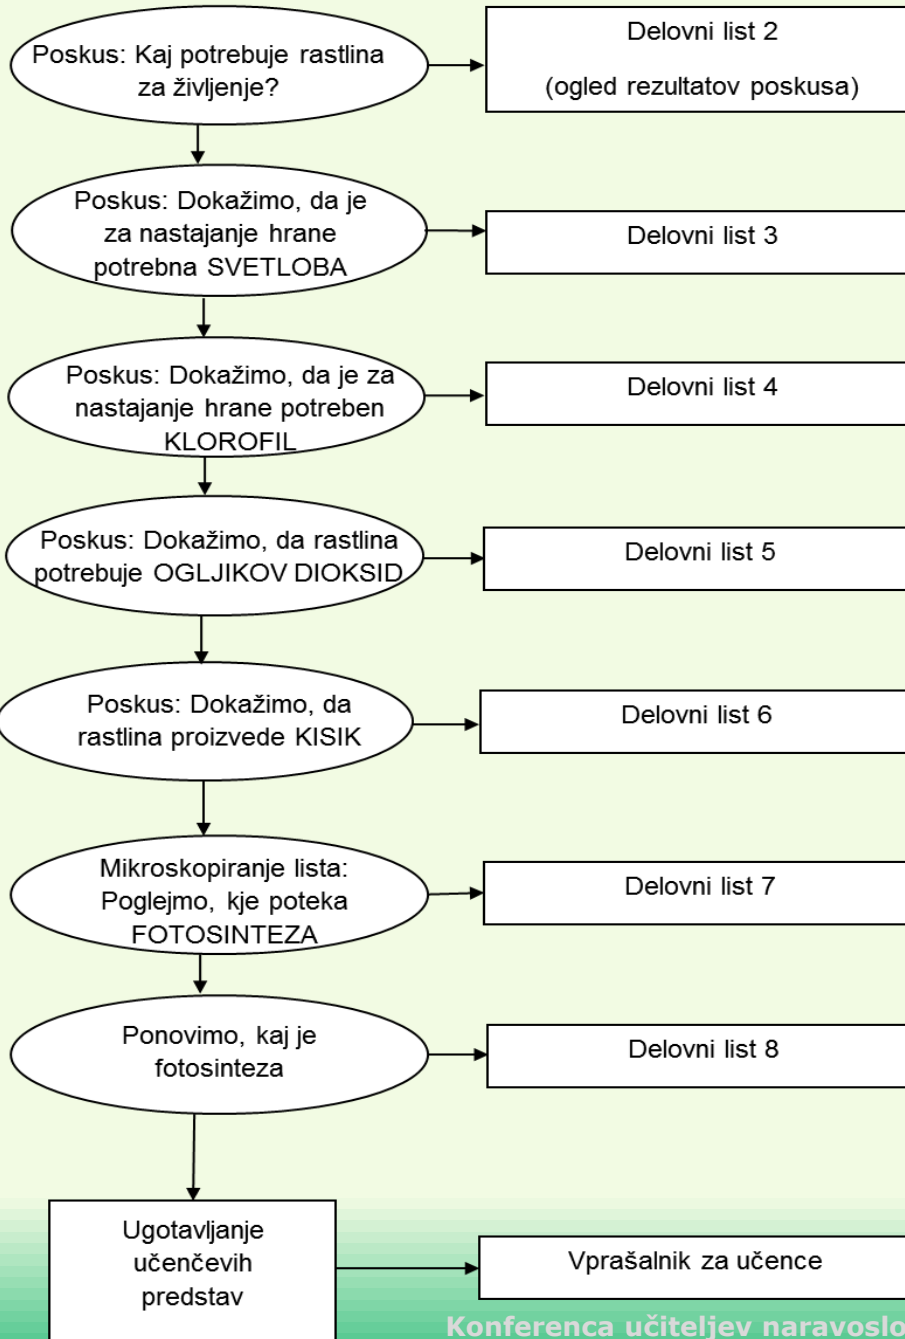 Poskus: Kaj potrebuje rastlina
za življenje?
Delovni list 2
(ogled rezultatov poskusa)
Poskus: Dokažimo, da je
za nastajanje hrane
potrebna SVETLOBA
Delovni list 3
Poskus: Dokažimo, da je za
nastajanje hrane potreben
KLOROFIL
Delovni list 4
Poskus: Dokažimo, da rastlina
potrebuje OGLJIKOV DIOKSID
Delovni list 5
Poskus: Dokažimo, da
rastlina proizvede KISIK
Delovni list 6
Mikroskopiranje lista:
Poglejmo, kje poteka
FOTOSINTEZA
Delovni list 7
Ponovimo, kaj je
fotosinteza
Delovni list 8
Ugotavljanje
učenčevih
predstav
Vprašalnik za učence
Konferenca učiteljev naravoslo